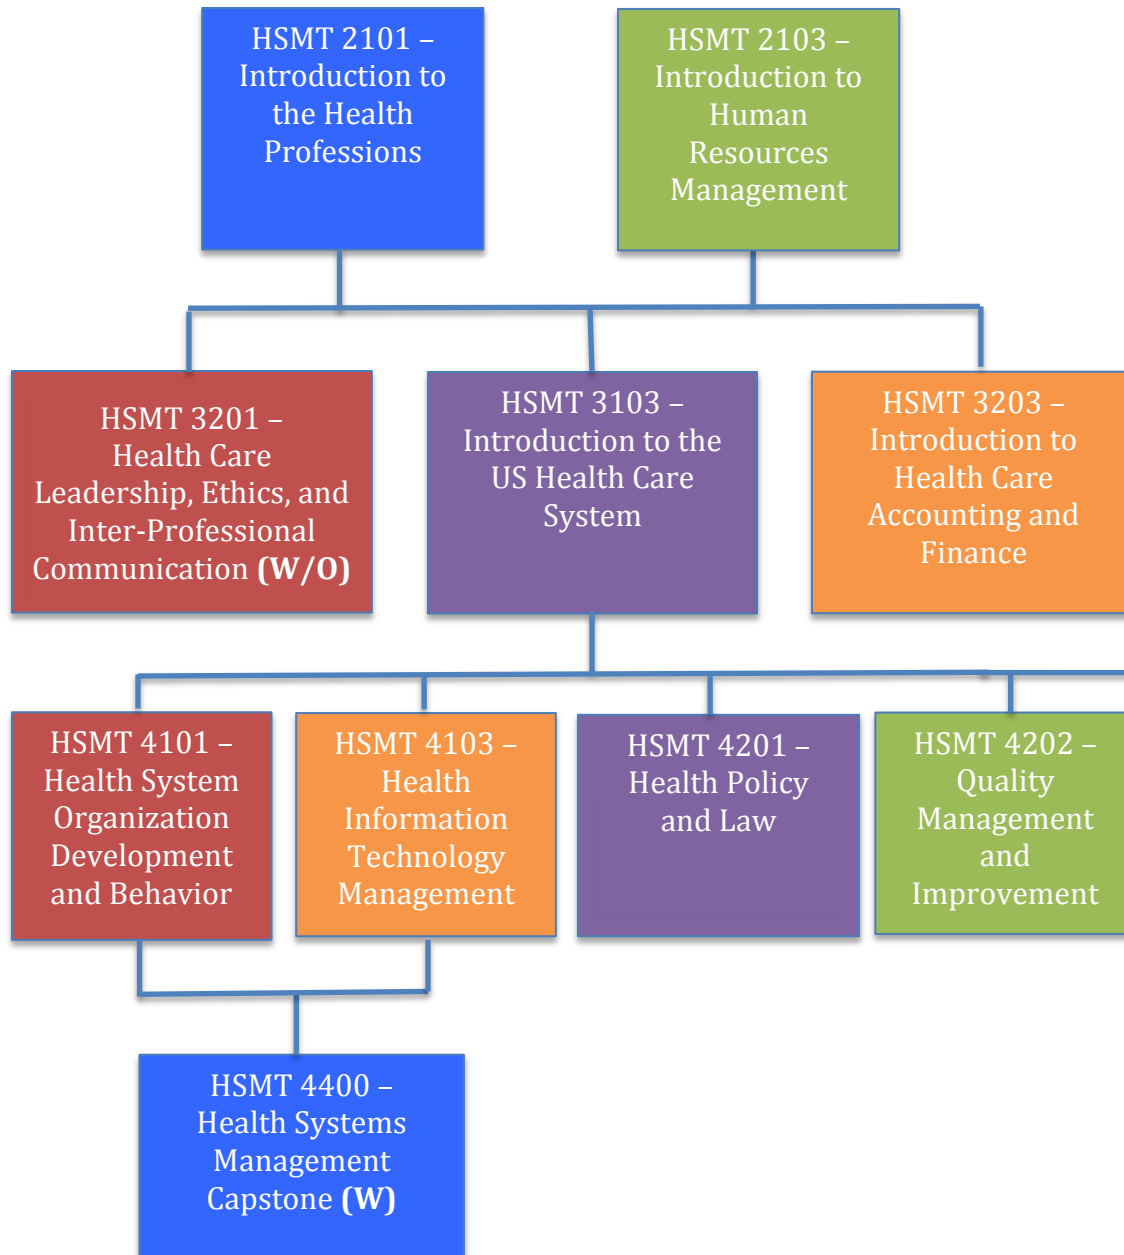 HSMT 2101 –
Introduction to
the Health
Professions
HSMT 2103 –
Introduction to
Human
Resources
Management
HSMT 3201 –
Health Care
Leadership, Ethics, and
Inter-Professional
Communication (W/O)
HSMT 3103 –
Introduction to the
US Health Care
System
HSMT 3203 –
Introduction to
Health Care
Accounting and
Finance
HSMT 4101 –
Health System
Organization
Development
and Behavior
HSMT 4103 –
Health
Information
Technology
Management
HSMT 4201 –
Health Policy
and Law
HSMT 4202 –
Quality
Management
and
Improvement
HSMT 4400 –
Health Systems
Management
Capstone (W)